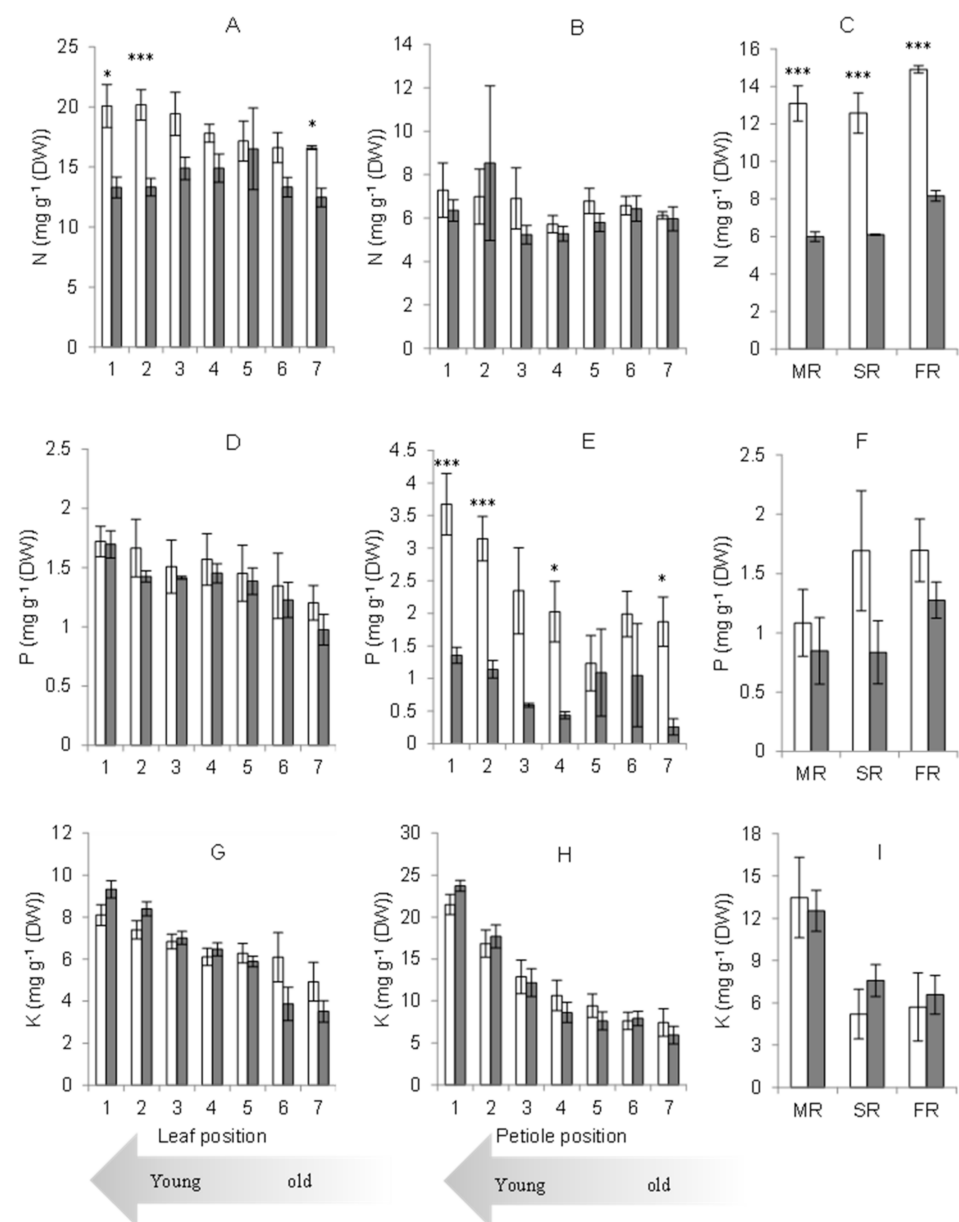 A
N (mg g⁻¹ (DW))
25
20
15
10
5
0
* *** *
1 2 3 4 5 6 7
B
N (mg g⁻¹ (DW))
14
12
10
8
6
4
2
0
1 2 3 4 5 6 7
C
N (mg g⁻¹ (DW))
16
14
12
10
8
6
4
2
0
*** *** ***
MR SR FR
D
P (mg g⁻¹ (DW))
2.5
2
1.5
1
0.5
0
1 2 3 4 5 6 7
E
P (mg g⁻¹ (DW))
4.5
4
3.5
3
2.5
2
1.5
1
0.5
0
*** *** * *
1 2 3 4 5 6 7
F
P (mg g⁻¹ (DW))
2.5
2
1.5
1
0.5
0
MR SR FR
G
K (mg g⁻¹ (DW))
12
10
8
6
4
2
0
1 2 3 4 5 6 7
Leaf position
Young old
H
K (mg g⁻¹ (DW))
30
25
20
15
10
5
0
1 2 3 4 5 6 7
Petiole position
Young old
I
K (mg g⁻¹ (DW))
18
15
12
9
6
3
0
MR SR FR